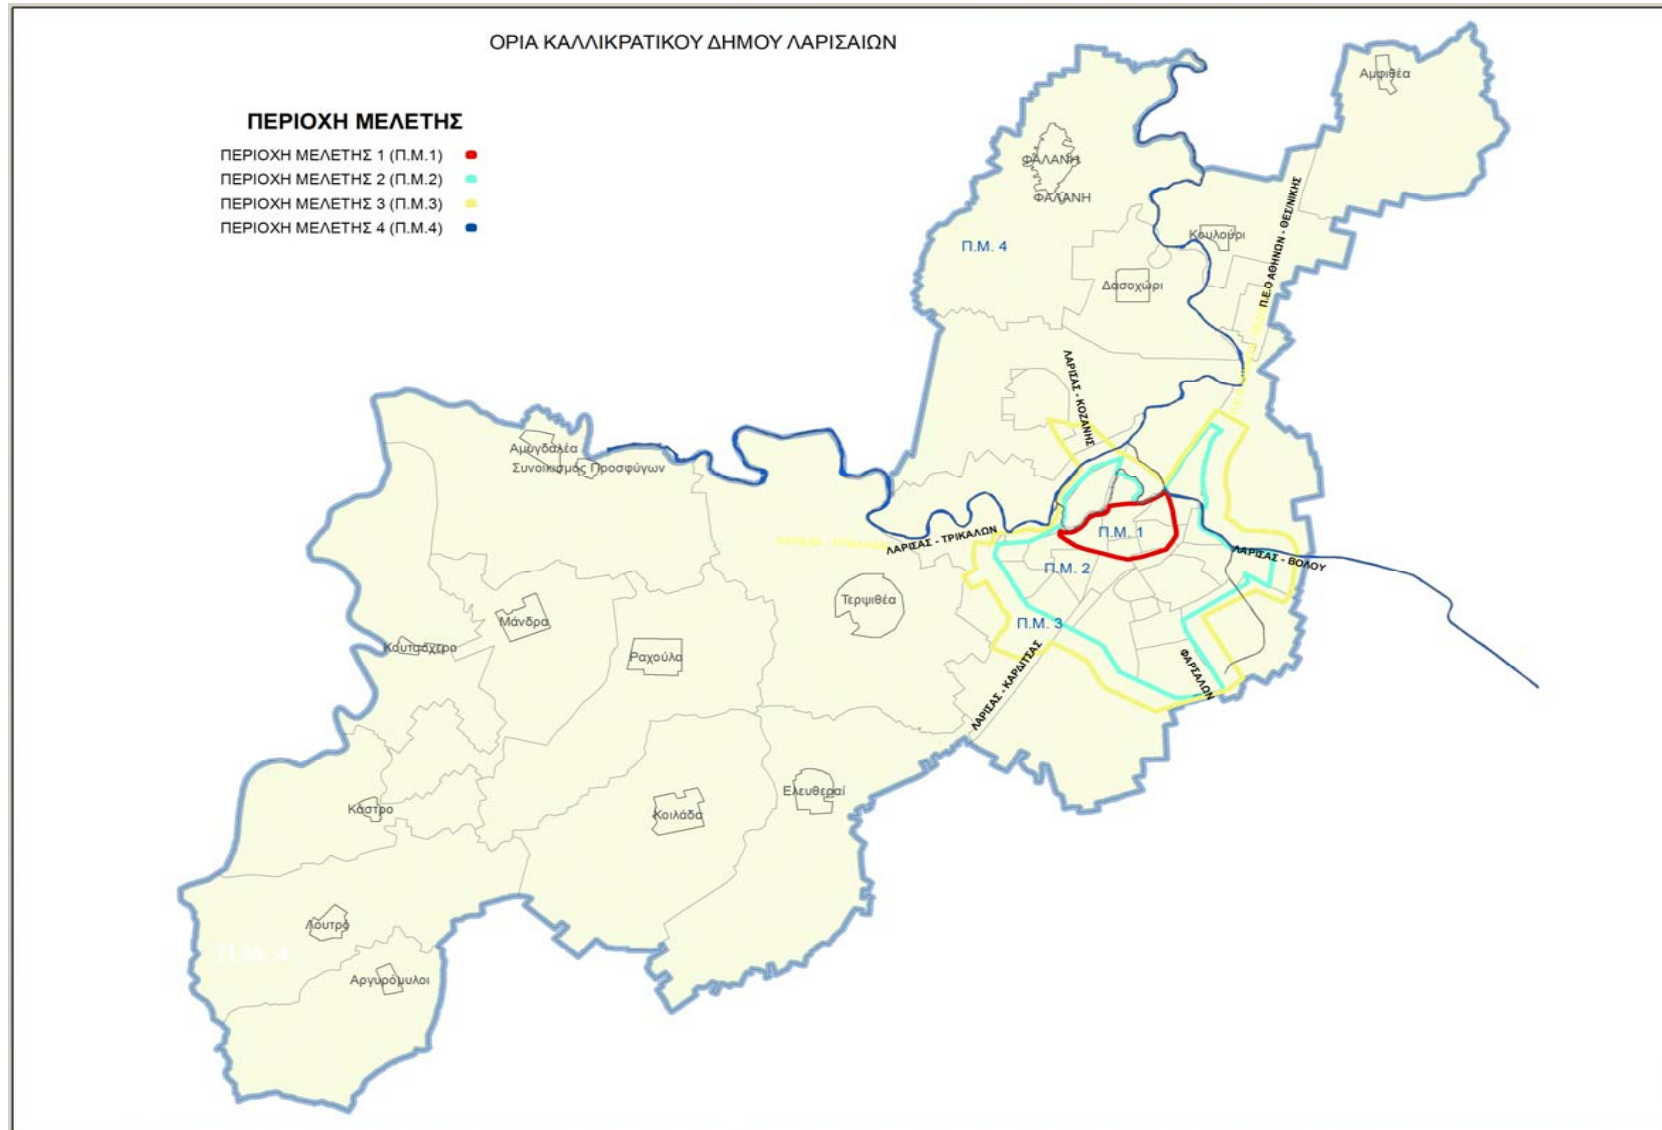 ΟΡΙΑ ΚΑΛΛΙΚΡΑΤΙΚΟΥ ΔΗΜΟΥ ΛΑΡΙΣΑΙΩΝ
ΠΕΡΙΟΧΗ ΜΕΛΕΤΗΣ
ΠΕΡΙΟΧΗ ΜΕΛΕΤΗΣ 1 (Π.Μ.1)
ΠΕΡΙΟΧΗ ΜΕΛΕΤΗΣ 2 (Π.Μ.2)
ΠΕΡΙΟΧΗ ΜΕΛΕΤΗΣ 3 (Π.Μ.3)
ΠΕΡΙΟΧΗ ΜΕΛΕΤΗΣ 4 (Π.Μ.4)
Αμφιθέα
ΦΑΛΑΝΗ
ΦΑΛΑΝΗ
Π.Μ. 4
Κουλούρι
Δασοχώρι
Π.Ε.Ο ΑΘΗΝΩΝ - ΘΕΣ/ΝΙΚΗΣ
ΛΑΡΙΣΑΣ - ΚΟΖΑΝΗΣ
Αμυγδαλέα
Συνοικισμός Προσφύγων
ΛΑΡΙΣΑΣ - ΤΡΙΚΑΛΩΝ
Π.Μ. 1
ΛΑΡΙΣΑΣ - ΒΟΛΟΥ
Π.Μ. 2
Τερψιθέα
Μάνδρα
Π.Μ. 3
Κουτσόχερο
Ραχούλα
ΦΑΡΣΑΛΩΝ
ΛΑΡΙΣΑΣ - ΚΑΡΔΙΤΣΑΣ
Ελευθεραί
Κάστρο
Κοιλάδα
Λουτρό
Π.Μ. 4
Αργυρόμυλοι